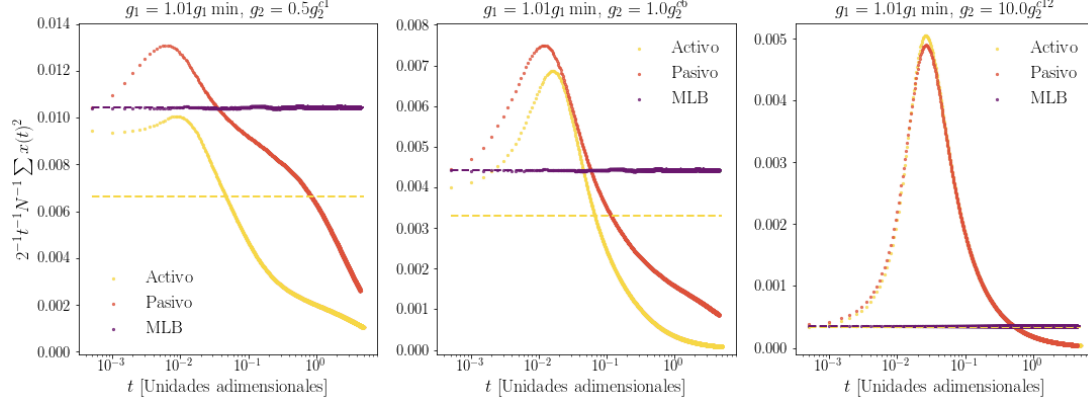 g₁ = 1.01g₁ min, g₂ = 0.5g₂ᶜ¹
g₁ = 1.01g₁ min, g₂ = 1.0g₂ᶜ⁶
g₁ = 1.01g₁ min, g₂ = 10.0g₂ᶜ¹²
2⁻¹t⁻¹N⁻¹ ∑ x(t)²
0.014
0.012
0.010
0.008
0.006
0.004
0.002
0.000
Activo
Pasivo
MLB
10⁻³ 10⁻² 10⁻¹ 10⁰
t [Unidades adimensionales]
0.008
0.007
0.006
0.005
0.004
0.003
0.002
0.001
0.000
Activo
Pasivo
MLB
10⁻³ 10⁻² 10⁻¹ 10⁰
t [Unidades adimensionales]
0.005
0.004
0.003
0.002
0.001
0.000
Activo
Pasivo
MLB
10⁻³ 10⁻² 10⁻¹ 10⁰
t [Unidades adimensionales]